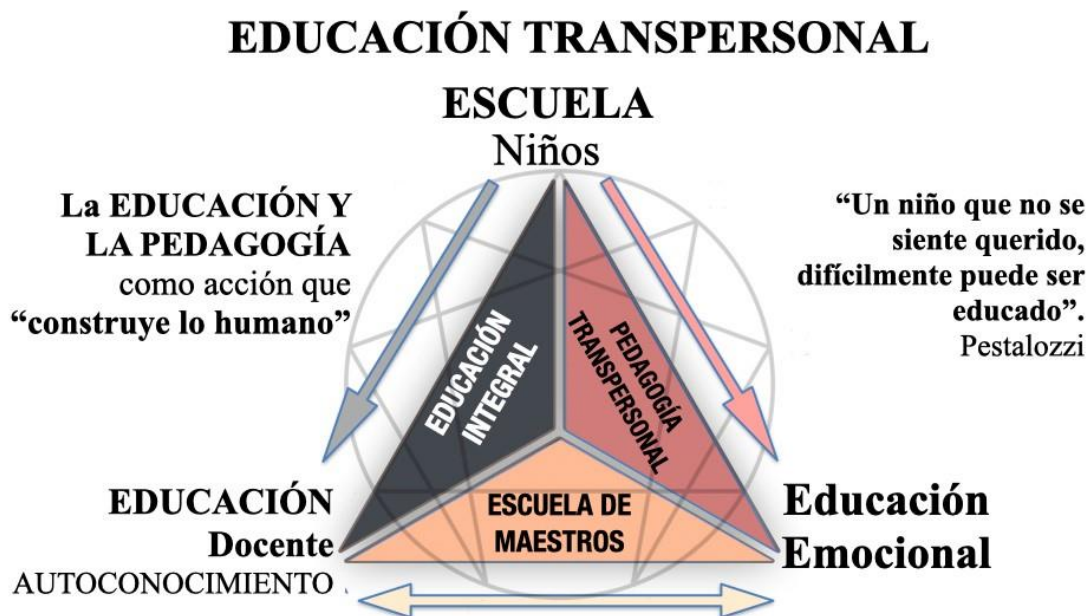 EDUCACIÓN TRANSPERSONAL
ESCUELA
Niños
La EDUCACIÓN Y
LA PEDAGOGÍA
como acción que
“construye lo humano”
“Un niño que no se
siente querido,
difícilmente puede ser
educado”.
Pestalozzi
EDUCACIÓN
INTEGRAL
PEDAGOGÍA
TRANSPERSONAL
ESCUELA DE
MAESTROS
EDUCACIÓN
Docente
AUTOCONOCIMIENTO
Educación
Emocional